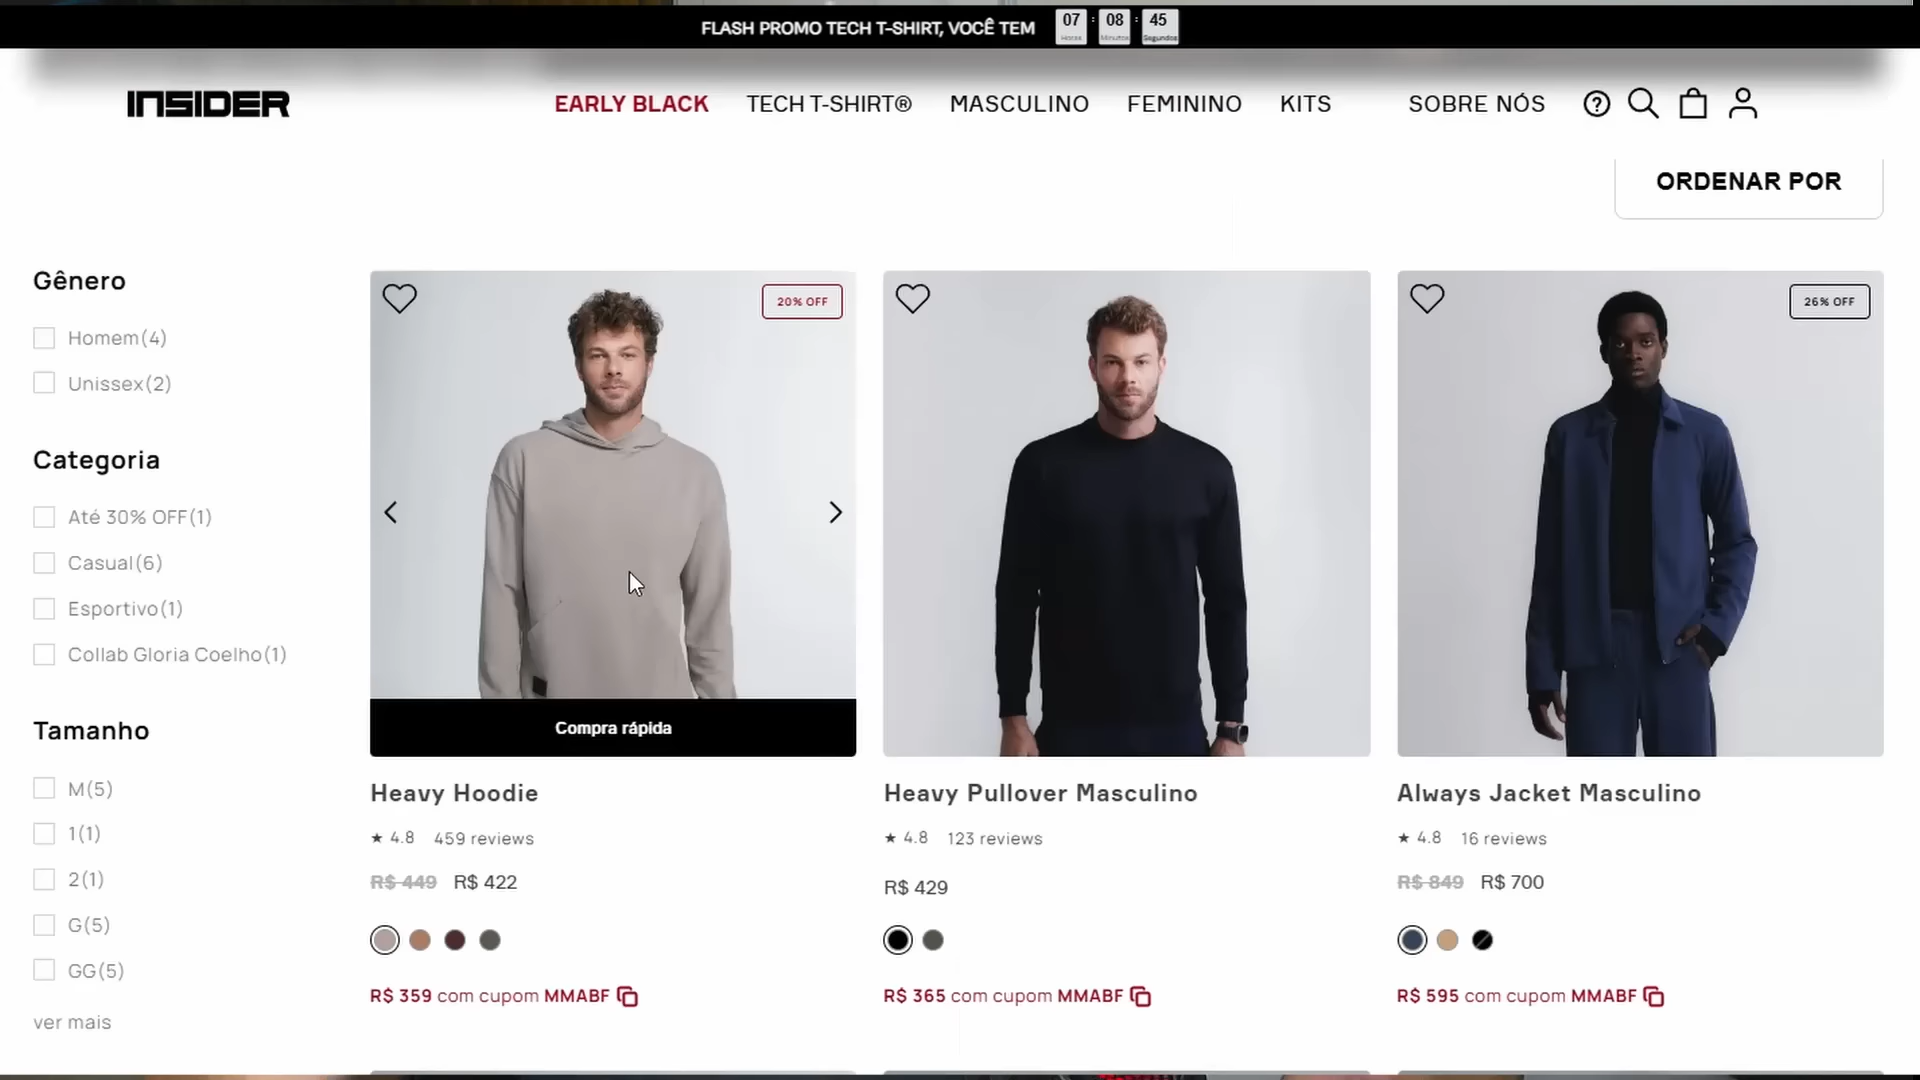 FLASH PROMO TECH T-SHIRT, VOCÊ TEM
07 : 08 : 45
Horas Minutos Segundos
INSIDER
EARLY BLACK TECH T-SHIRT® MASCULINO FEMININO KITS SOBRE NÓS
ORDENAR POR
Gênero
Homem(4)
Unissex(2)
Categoria
Até 30% OFF(1)
Casual(6)
Esportivo(1)
Collab Gloria Coelho(1)
Tamanho
M(5)
1(1)
2(1)
G(5)
GG(5)
ver mais
20% OFF
Compra rápida
Heavy Hoodie
★ 4.8 459 reviews
R$ 449 R$ 422
R$ 359 com cupom MMABF
Heavy Pullover Masculino
★ 4.8 123 reviews
R$ 429
R$ 365 com cupom MMABF
26% OFF
Always Jacket Masculino
★ 4.8 16 reviews
R$ 849 R$ 700
R$ 595 com cupom MMABF